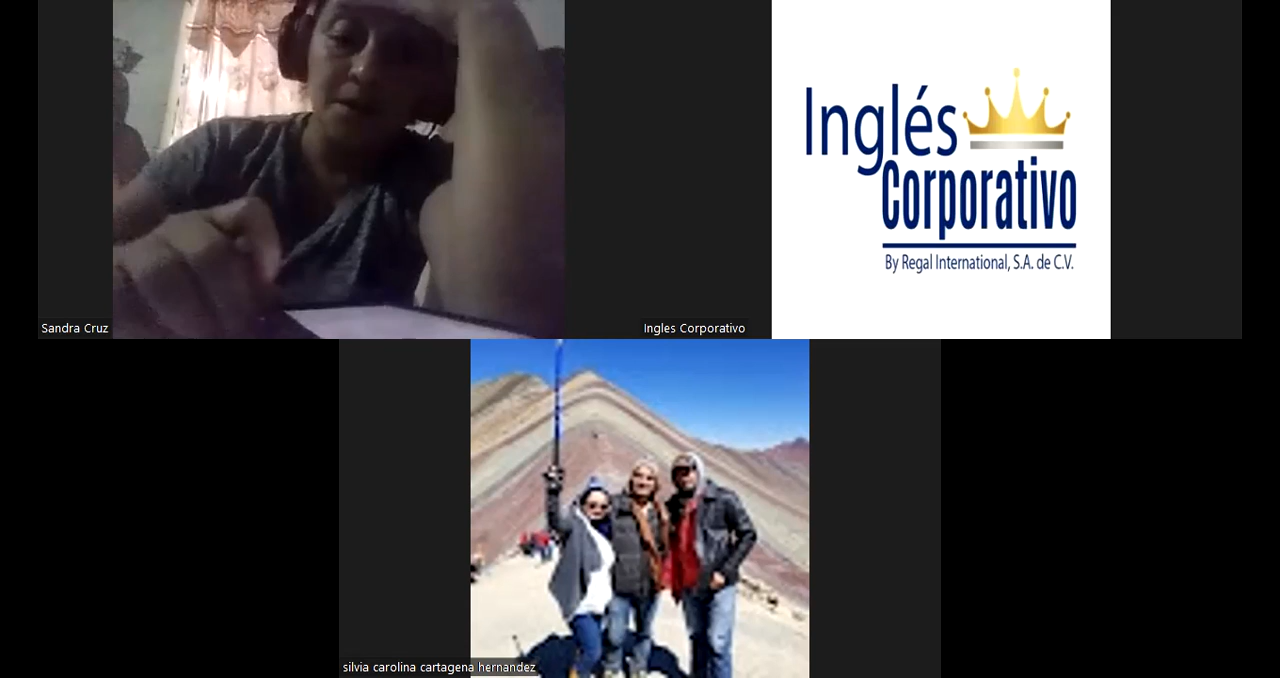 Inglés
Corporativo
By Regal International, S.A. de C.V.
Sandra Cruz
Ingles Corporativo
silvia carolina cartagena hernandez